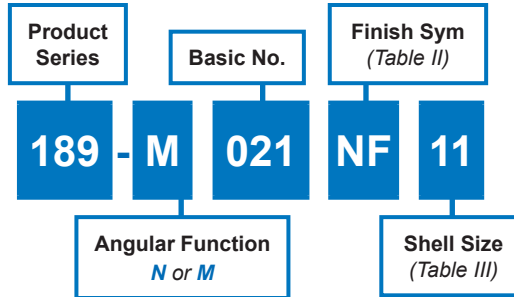 Product
Series
Basic No.
Finish Sym
(Table II)
189 - M 021 NF 11
Angular Function
N or M
Shell Size
(Table III)